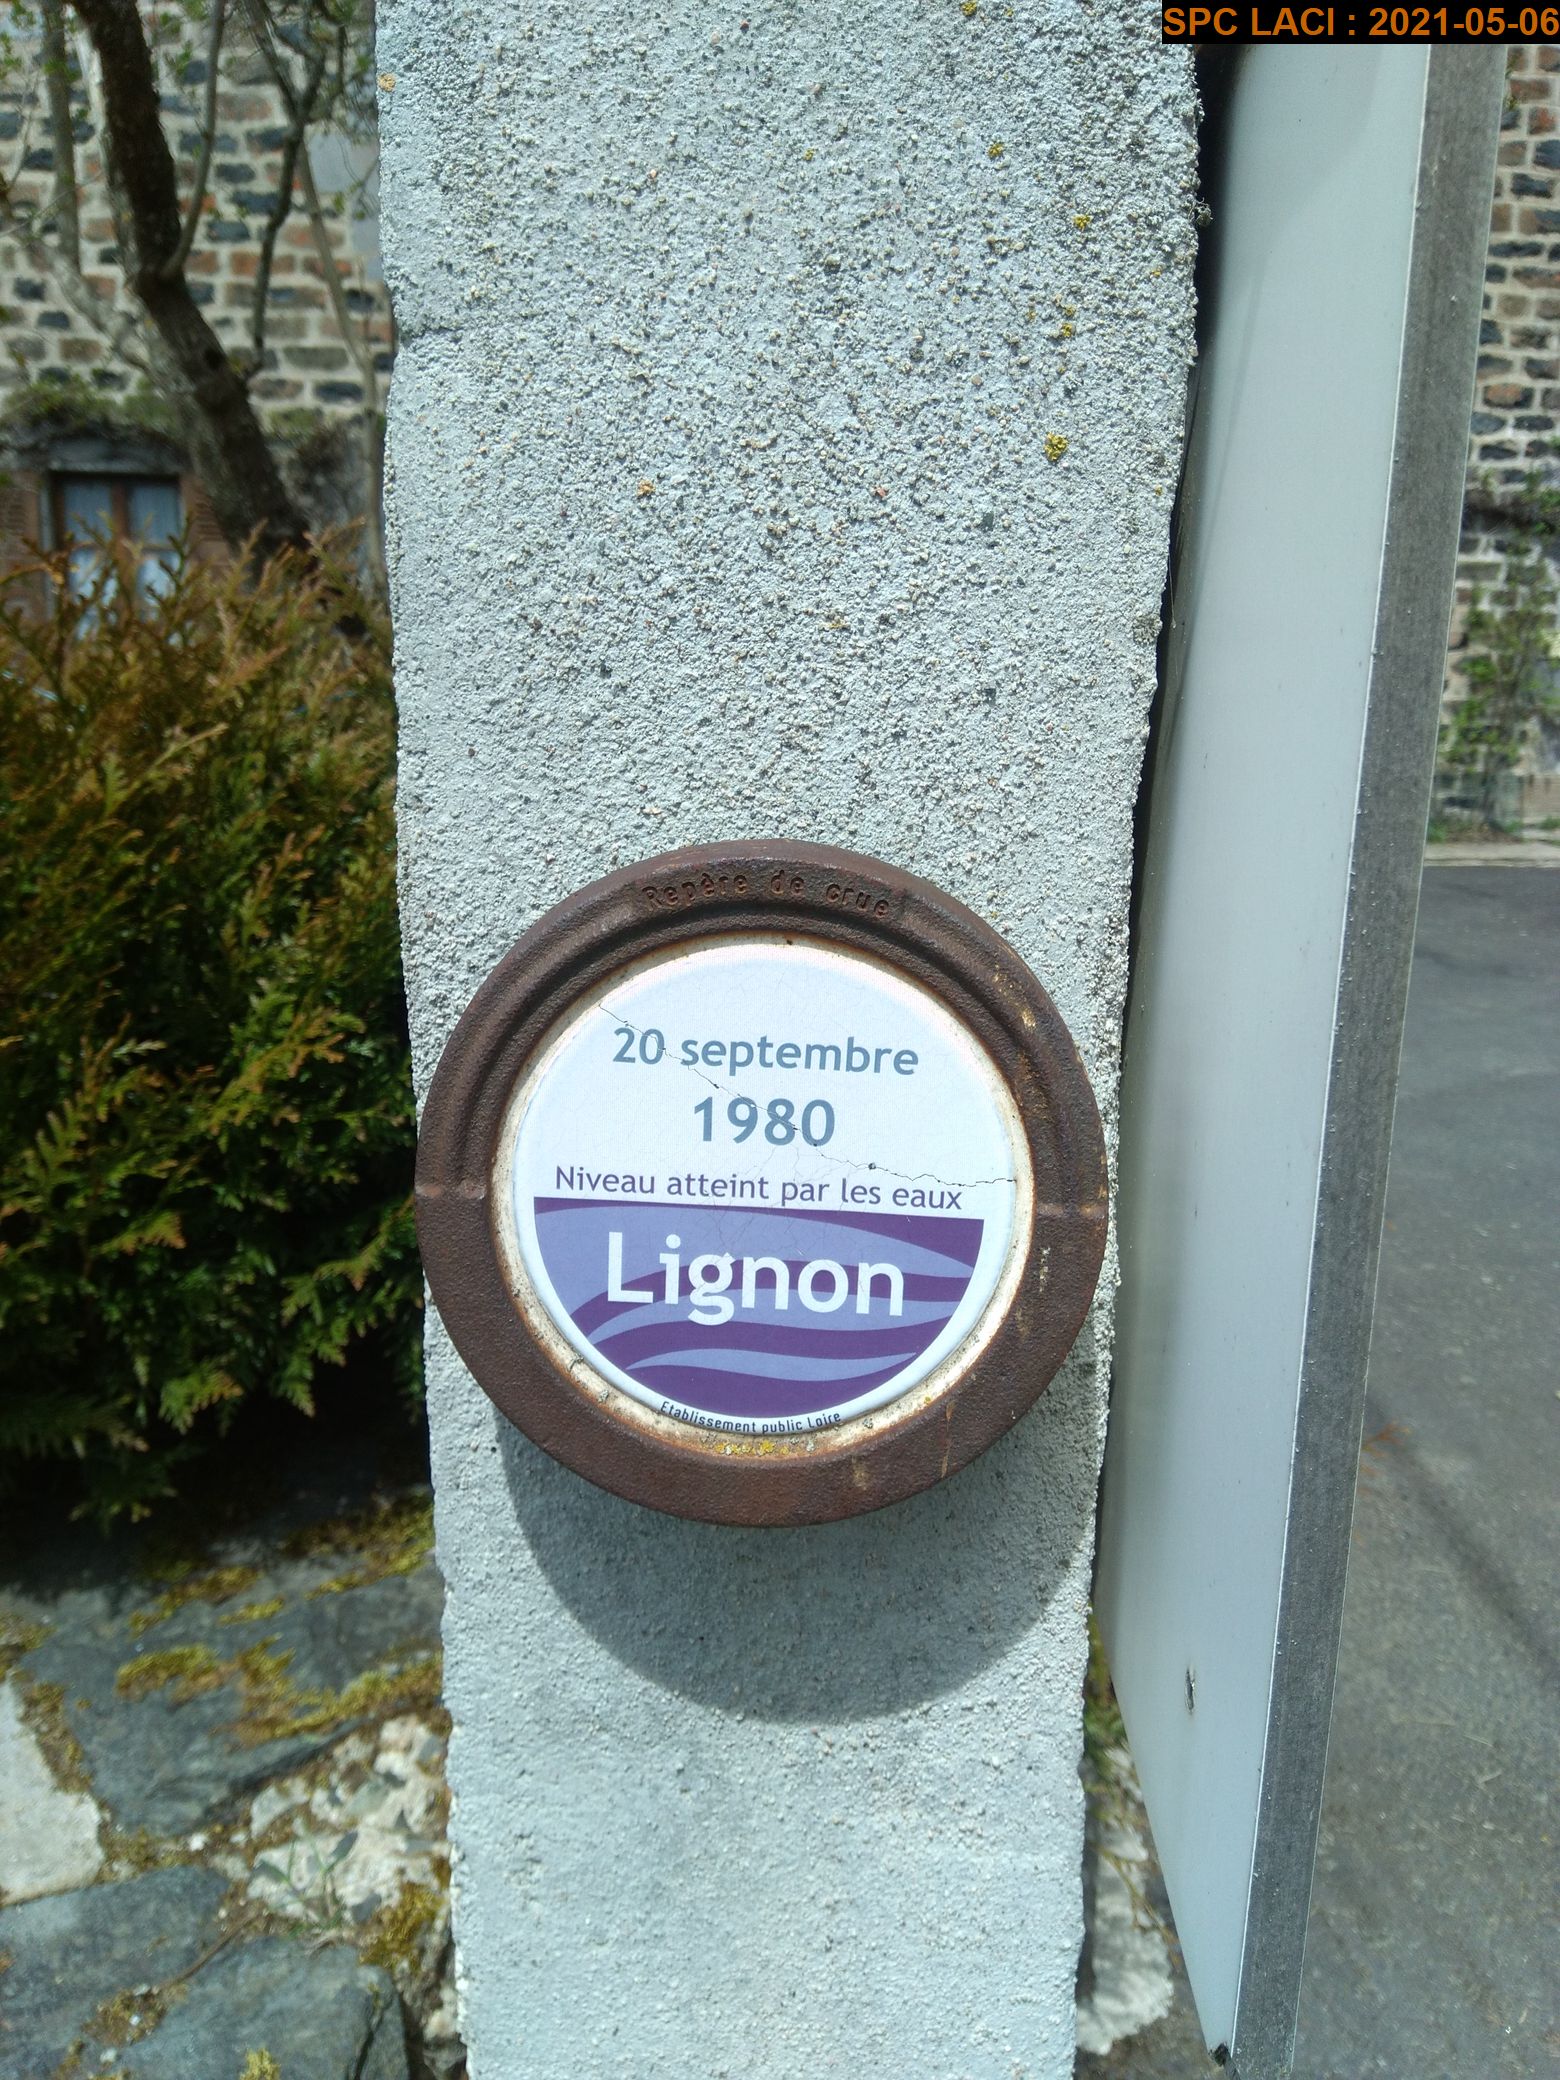 SPC LACI : 2021-05-06
Repère de crue
20 septembre
1980
Niveau atteint par les eaux
Lignon
Etablissement public Loire